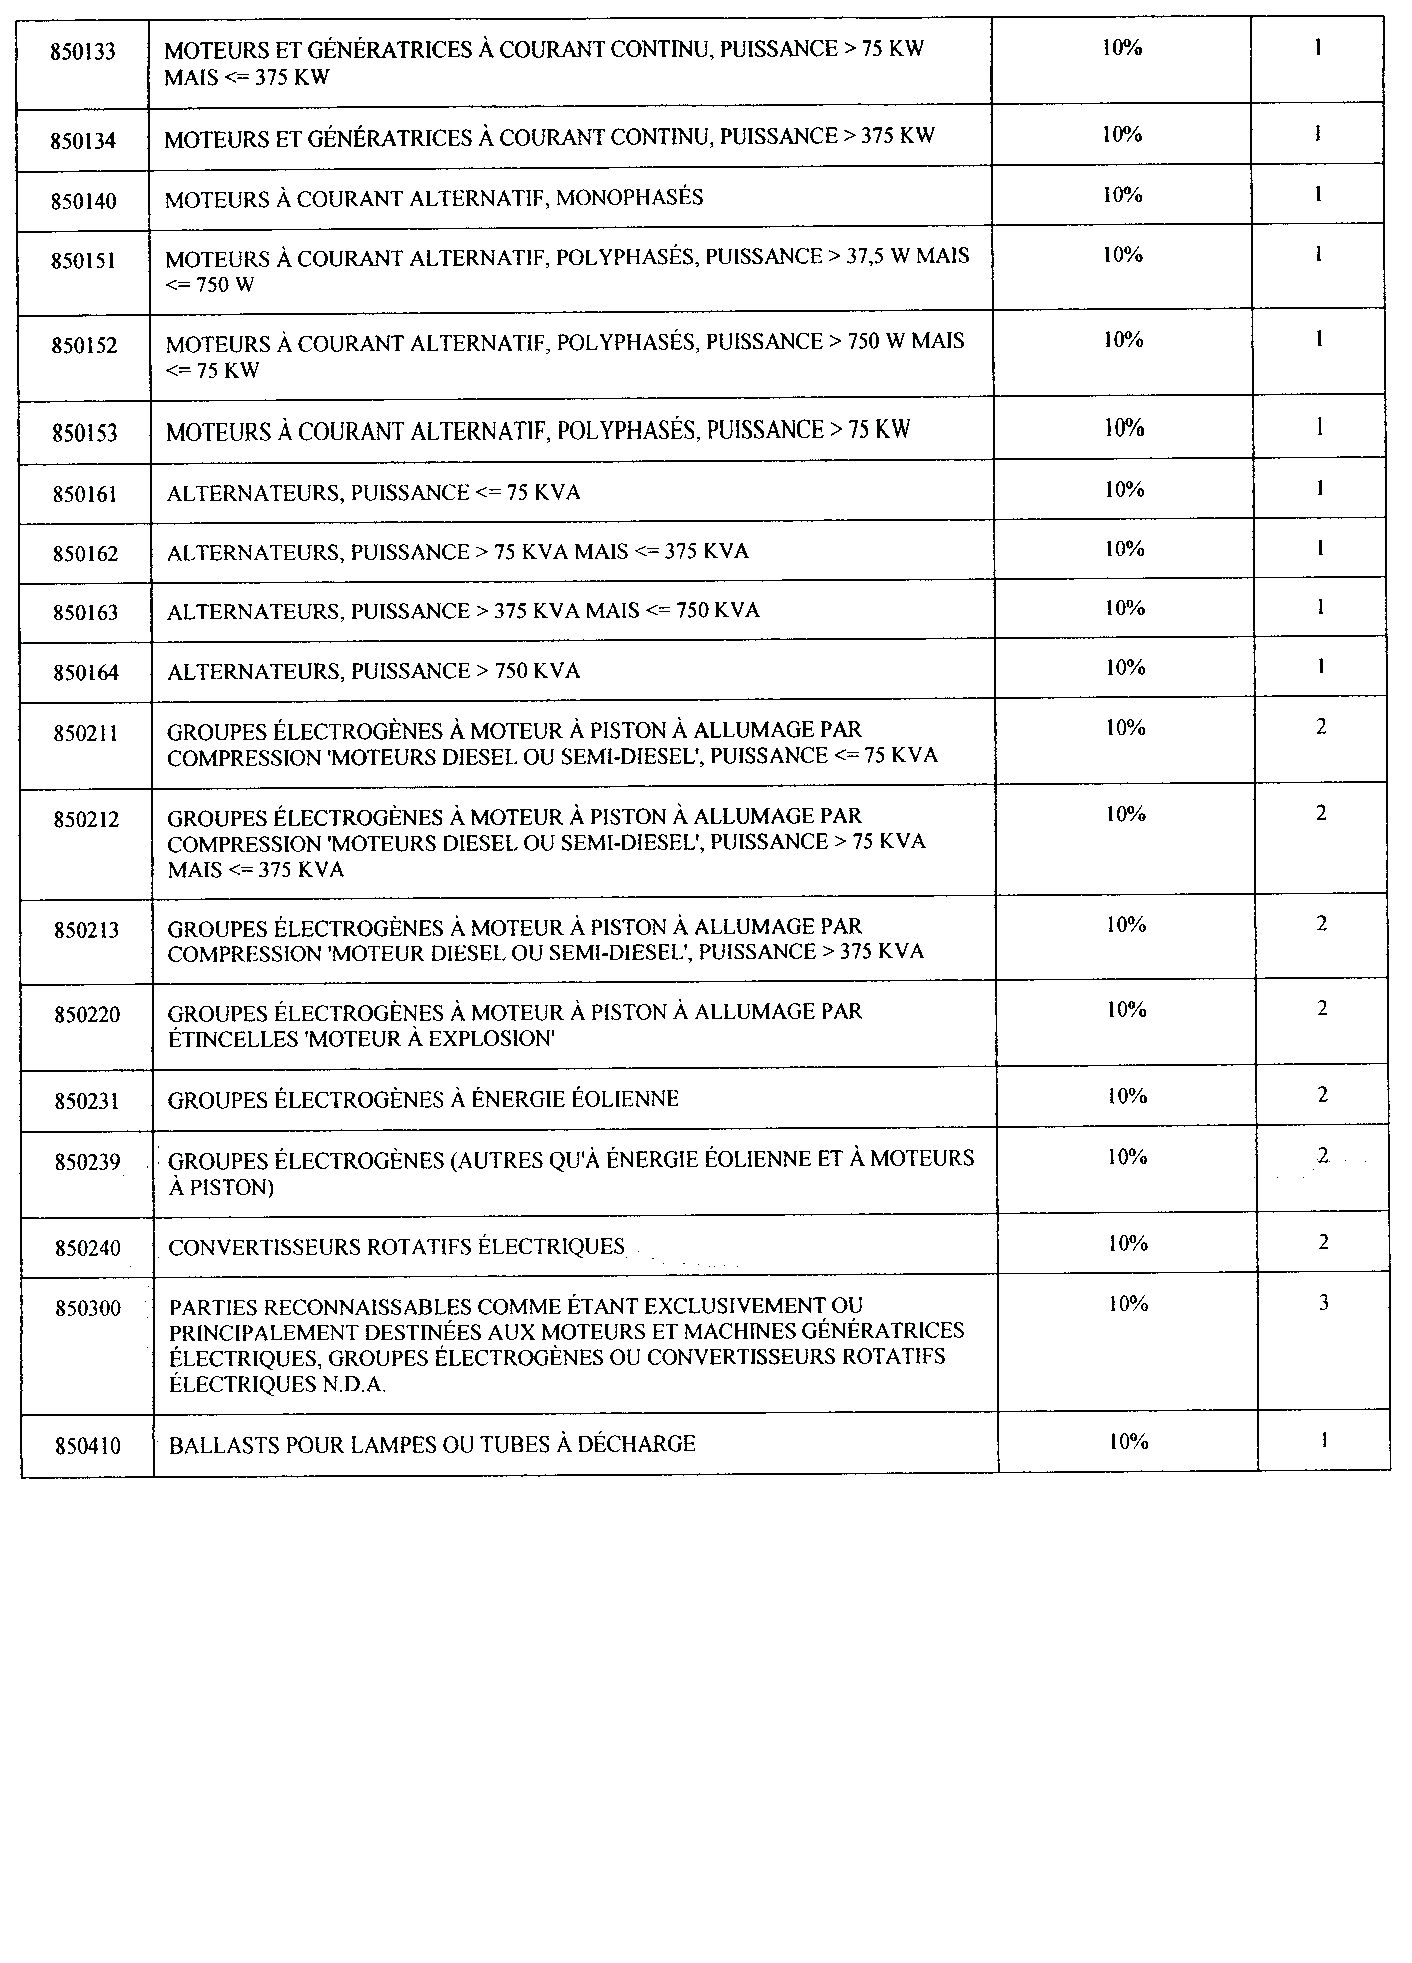 850133 MOTEURS ET GÉNÉRATRICES À COURANT CONTINU, PUISSANCE > 75 KW 10% 1
MAIS <= 375 KW
850134 MOTEURS ET GÉNÉRATRICES À COURANT CONTINU, PUISSANCE > 375 KW 10% 1
850140 MOTEURS À COURANT ALTERNATIF, MONOPHASÉS 10% 1
850151 MOTEURS À COURANT ALTERNATIF, POLYPHASÉS, PUISSANCE > 37,5 W MAIS 10% 1
<= 750 W
850152 MOTEURS À COURANT ALTERNATIF, POLYPHASÉS, PUISSANCE > 750 W MAIS 10% 1
<= 75 KW
850153 MOTEURS À COURANT ALTERNATIF, POLYPHASÉS, PUISSANCE > 75 KW 10% 1
850161 ALTERNATEURS, PUISSANCE <= 75 KVA 10% 1
850162 ALTERNATEURS, PUISSANCE > 75 KVA MAIS <= 375 KVA 10% 1
850163 ALTERNATEURS, PUISSANCE > 375 KVA MAIS <= 750 KVA 10% 1
850164 ALTERNATEURS, PUISSANCE > 750 KVA 10% 1
850211 GROUPES ÉLECTROGÈNES À MOTEUR À PISTON À ALLUMAGE PAR 10% 2
COMPRESSION 'MOTEURS DIESEL OU SEMI-DIESEL', PUISSANCE <= 75 KVA
850212 GROUPES ÉLECTROGÈNES À MOTEUR À PISTON À ALLUMAGE PAR 10% 2
COMPRESSION 'MOTEURS DIESEL OU SEMI-DIESEL', PUISSANCE > 75 KVA
MAIS <= 375 KVA
850213 GROUPES ÉLECTROGÈNES À MOTEUR À PISTON À ALLUMAGE PAR 10% 2
COMPRESSION 'MOTEUR DIESEL OU SEMI-DIESEL', PUISSANCE > 375 KVA
850220 GROUPES ÉLECTROGÈNES À MOTEUR À PISTON À ALLUMAGE PAR 10% 2
ÉTINCELLES 'MOTEUR À EXPLOSION'
850231 GROUPES ÉLECTROGÈNES À ÉNERGIE ÉOLIENNE 10% 2
850239 GROUPES ÉLECTROGÈNES (AUTRES QU'À ÉNERGIE ÉOLIENNE ET À MOTEURS 10% 2
À PISTON)
850240 CONVERTISSEURS ROTATIFS ÉLECTRIQUES 10% 2
850300 PARTIES RECONNAISSABLES COMME ÉTANT EXCLUSIVEMENT OU 10% 3
PRINCIPALEMENT DESTINÉES AUX MOTEURS ET MACHINES GÉNÉRATRICES
ÉLECTRIQUES, GROUPES ÉLECTROGÈNES OU CONVERTISSEURS ROTATIFS
ÉLECTRIQUES N.D.A.
850410 BALLASTS POUR LAMPES OU TUBES À DÉCHARGE 10% 1